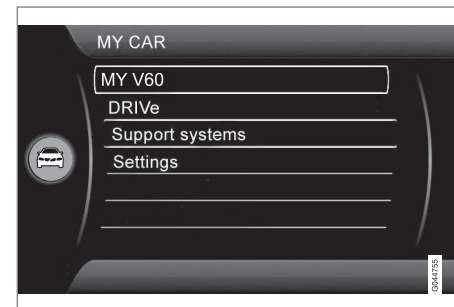 MY CAR
MY V60
DRIVe
Support systems
Settings
G044755